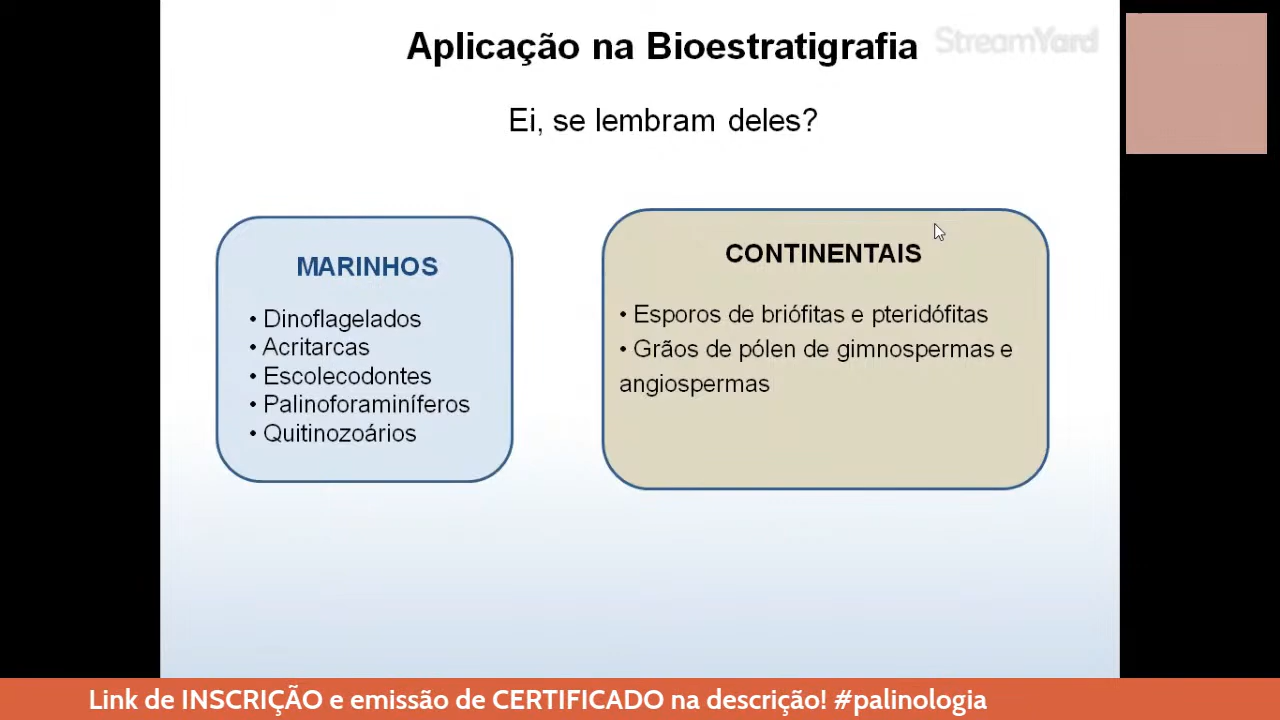 Aplicação na Bioestratigrafia
StreamYard
Ei, se lembram deles?
MARINHOS
• Dinoflagelados
• Acritarcas
• Escolecodontes
• Palinoforaminíferos
• Quitinozoários
CONTINENTAIS
• Esporos de briófitas e pteridófitas
• Grãos de pólen de gimnospermas e
angiospermas
Link de INSCRIÇÃO e emissão de CERTIFICADO na descrição! #palinologia